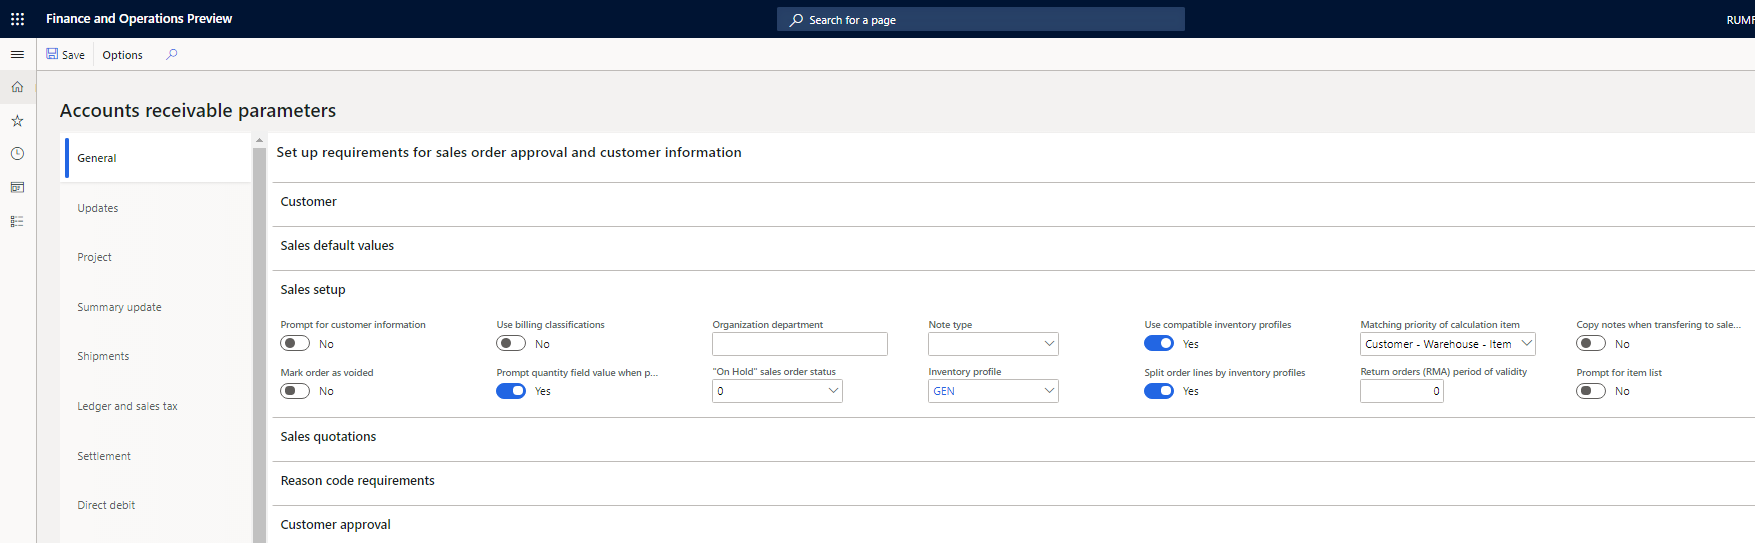 Finance and Operations Preview
Search for a page
RUMF
Save
Options
Accounts receivable parameters
General
Updates
Project
Summary update
Shipments
Ledger and sales tax
Settlement
Direct debit
Set up requirements for sales order approval and customer information
Customer
Sales default values
Sales setup
Prompt for customer information
No
Use billing classifications
No
Organization department
Note type
Use compatible inventory profiles
Yes
Matching priority of calculation item
Customer - Warehouse - Item
Copy notes when transfering to sale...
No
Mark order as voided
No
Prompt quantity field value when p...
Yes
"On Hold" sales order status
0
Inventory profile
GEN
Split order lines by inventory profiles
Yes
Return orders (RMA) period of validity
0
Prompt for item list
No
Sales quotations
Reason code requirements
Customer approval